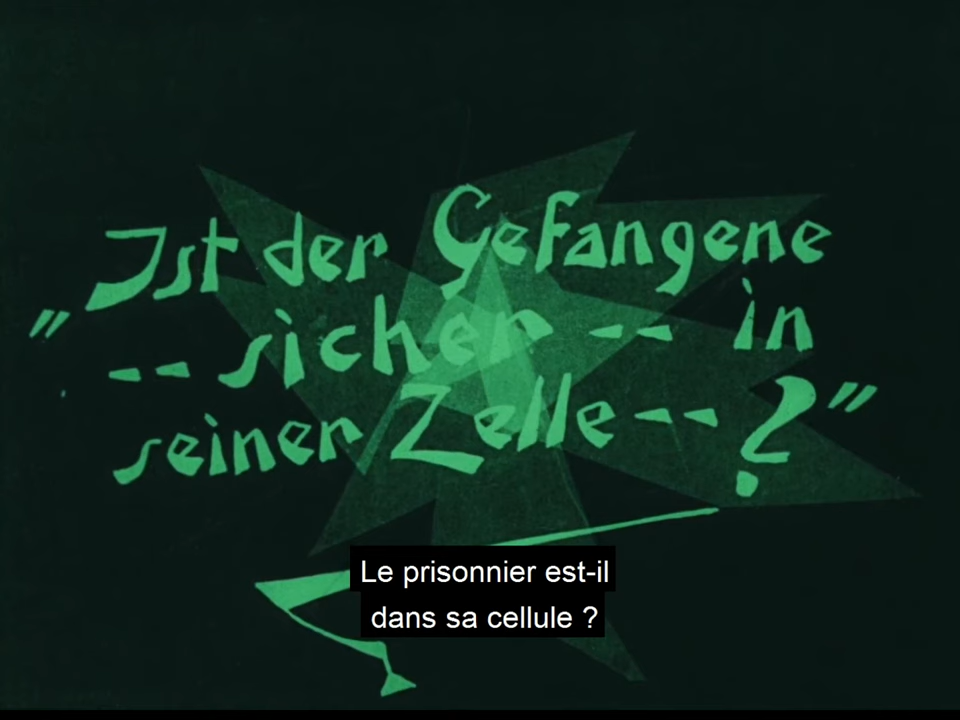 „Ist der Gefangene
-- sicher -- in
seiner Zelle -- ?”
Le prisonnier est-il
dans sa cellule ?